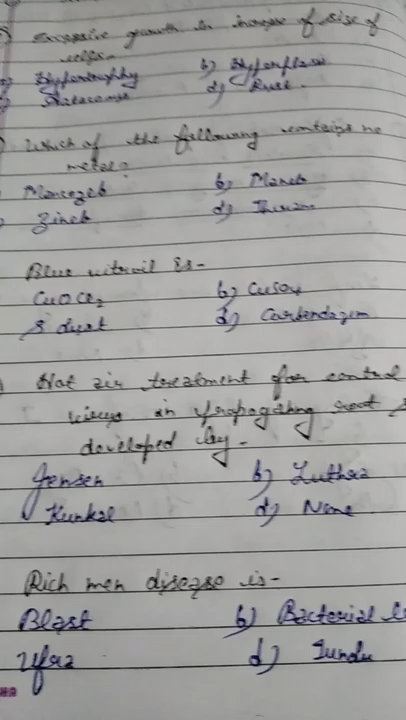 Excessive growth in increase of size of
cells-
Hypertrophy b) Hyperplasia
d) Rust.
Which of the following contains no
metal?
Mancozeb b) Maneb
Zineb d) Thiram
Blue vitriol is-
CuOCl2 b) CuSO4
S dust d) Carbendazim
Hot air treatment for control
virus in propagating
developed by-
Jensen b) Luthra
Kunkel d) None
Rich men disease is-
Blast b) Bacterial
Ufra d) Tundu